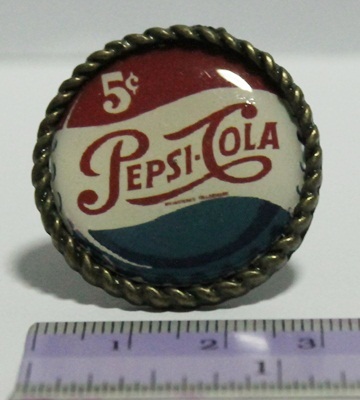 5¢
PEPSI-COLA
1 2 3
1